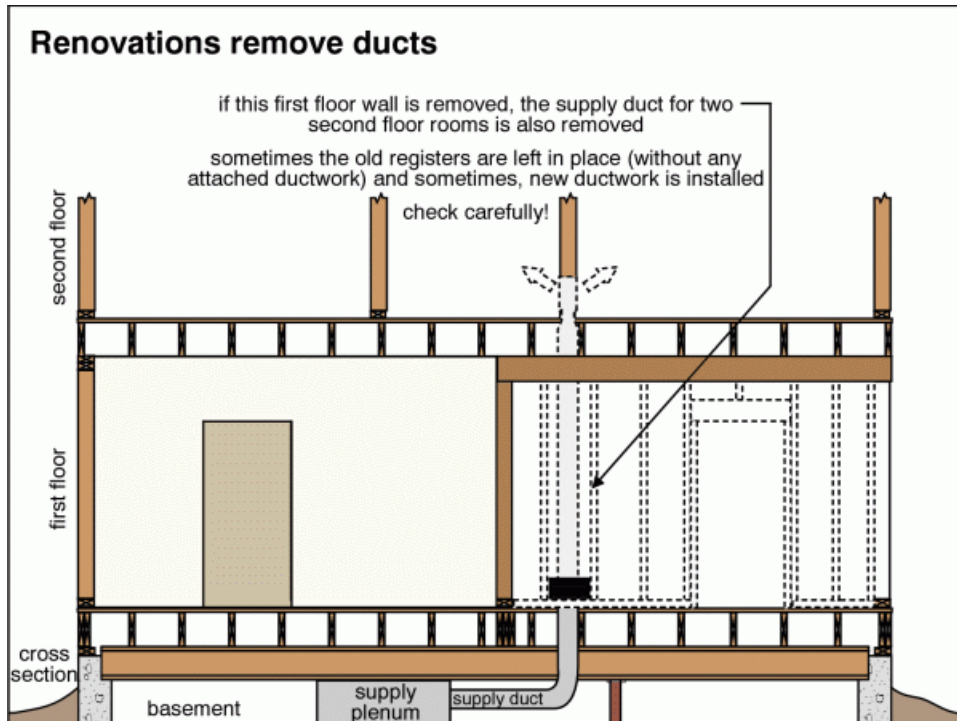 Renovations remove ducts
if this first floor wall is removed, the supply duct for two
second floor rooms is also removed
sometimes the old registers are left in place (without any
attached ductwork) and sometimes, new ductwork is installed
check carefully!
second floor
first floor
cross
section
basement
supply
plenum
supply duct